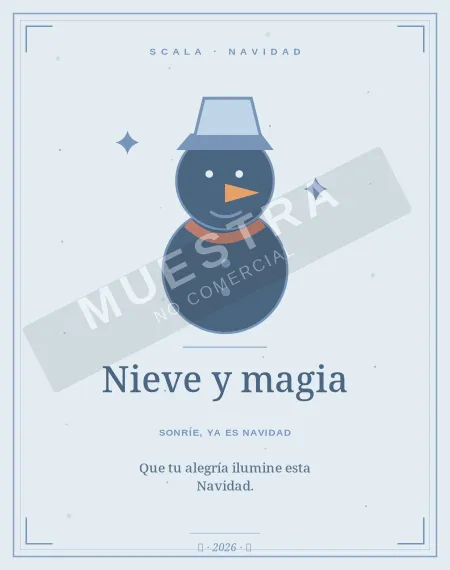 SCALA · NAVIDAD
MUESTRA
NO COMERCIAL
Nieve y magia
SONRÍE, YA ES NAVIDAD
Que tu alegría ilumine esta
Navidad.
· 2026 ·